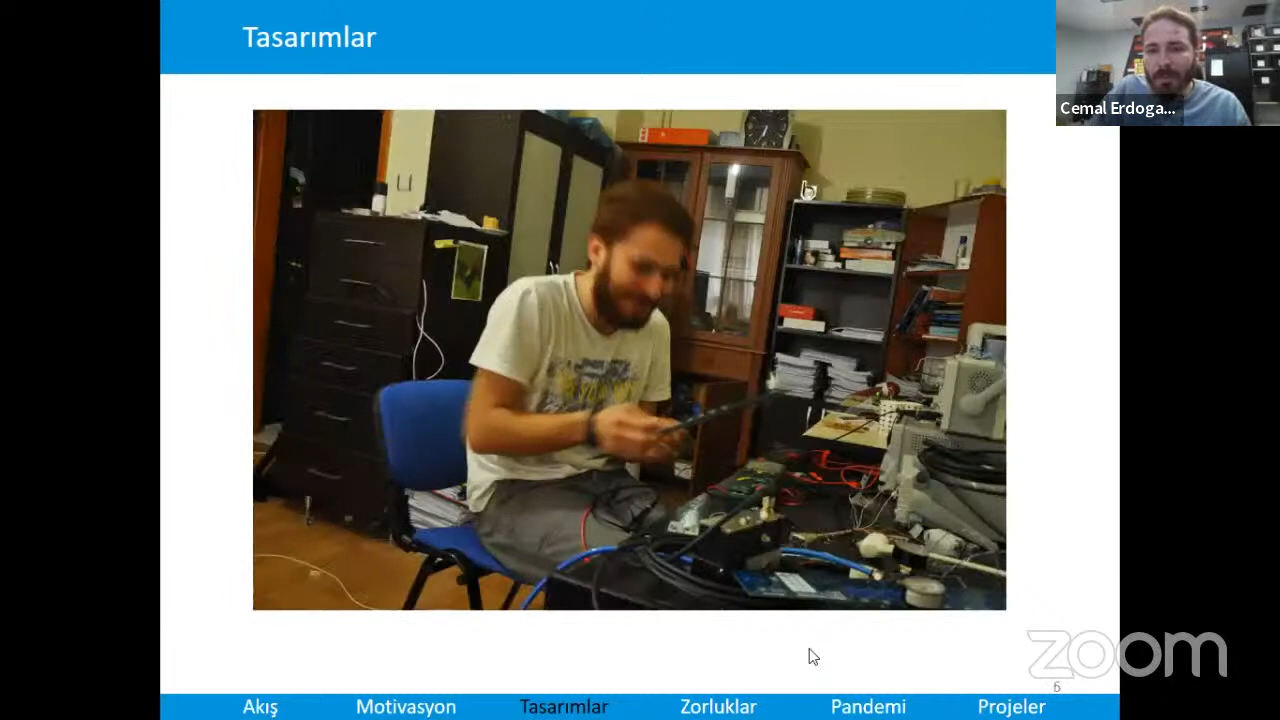 Tasarımlar
Cemal Erdoga...
zoom
6
Akış Motivasyon Tasarımlar Zorluklar Pandemi Projeler